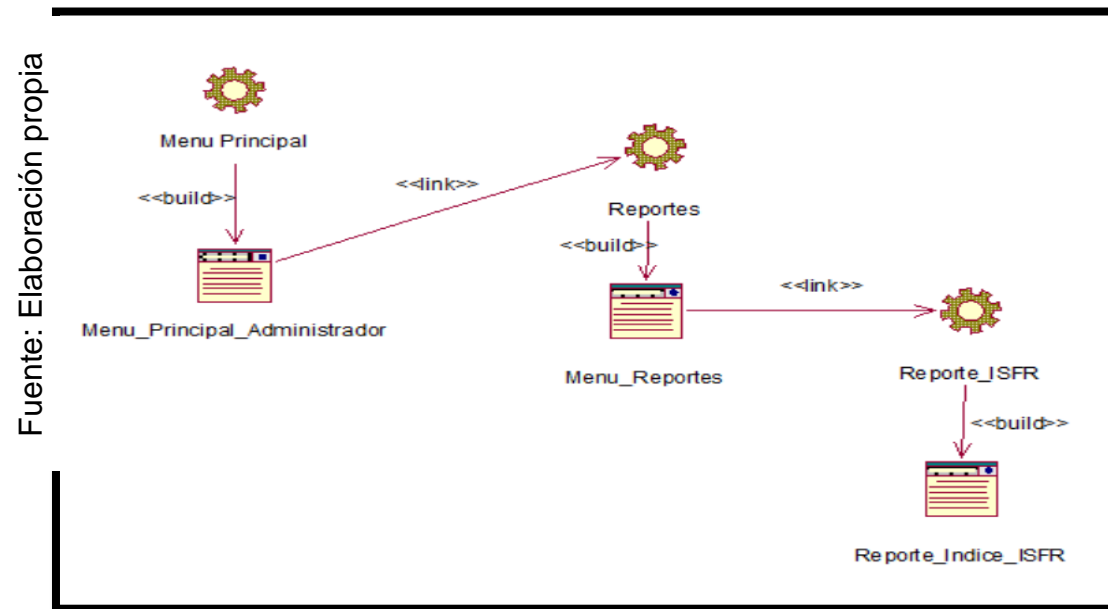 Fuente: Elaboración propia
Menu Principal
<<build>>
<<link>>
Menu_Principal_Administrador
Reportes
<<build>>
<<link>>
Menu_Reportes
Reporte_ISFR
<<build>>
Reporte_Indice_ISFR